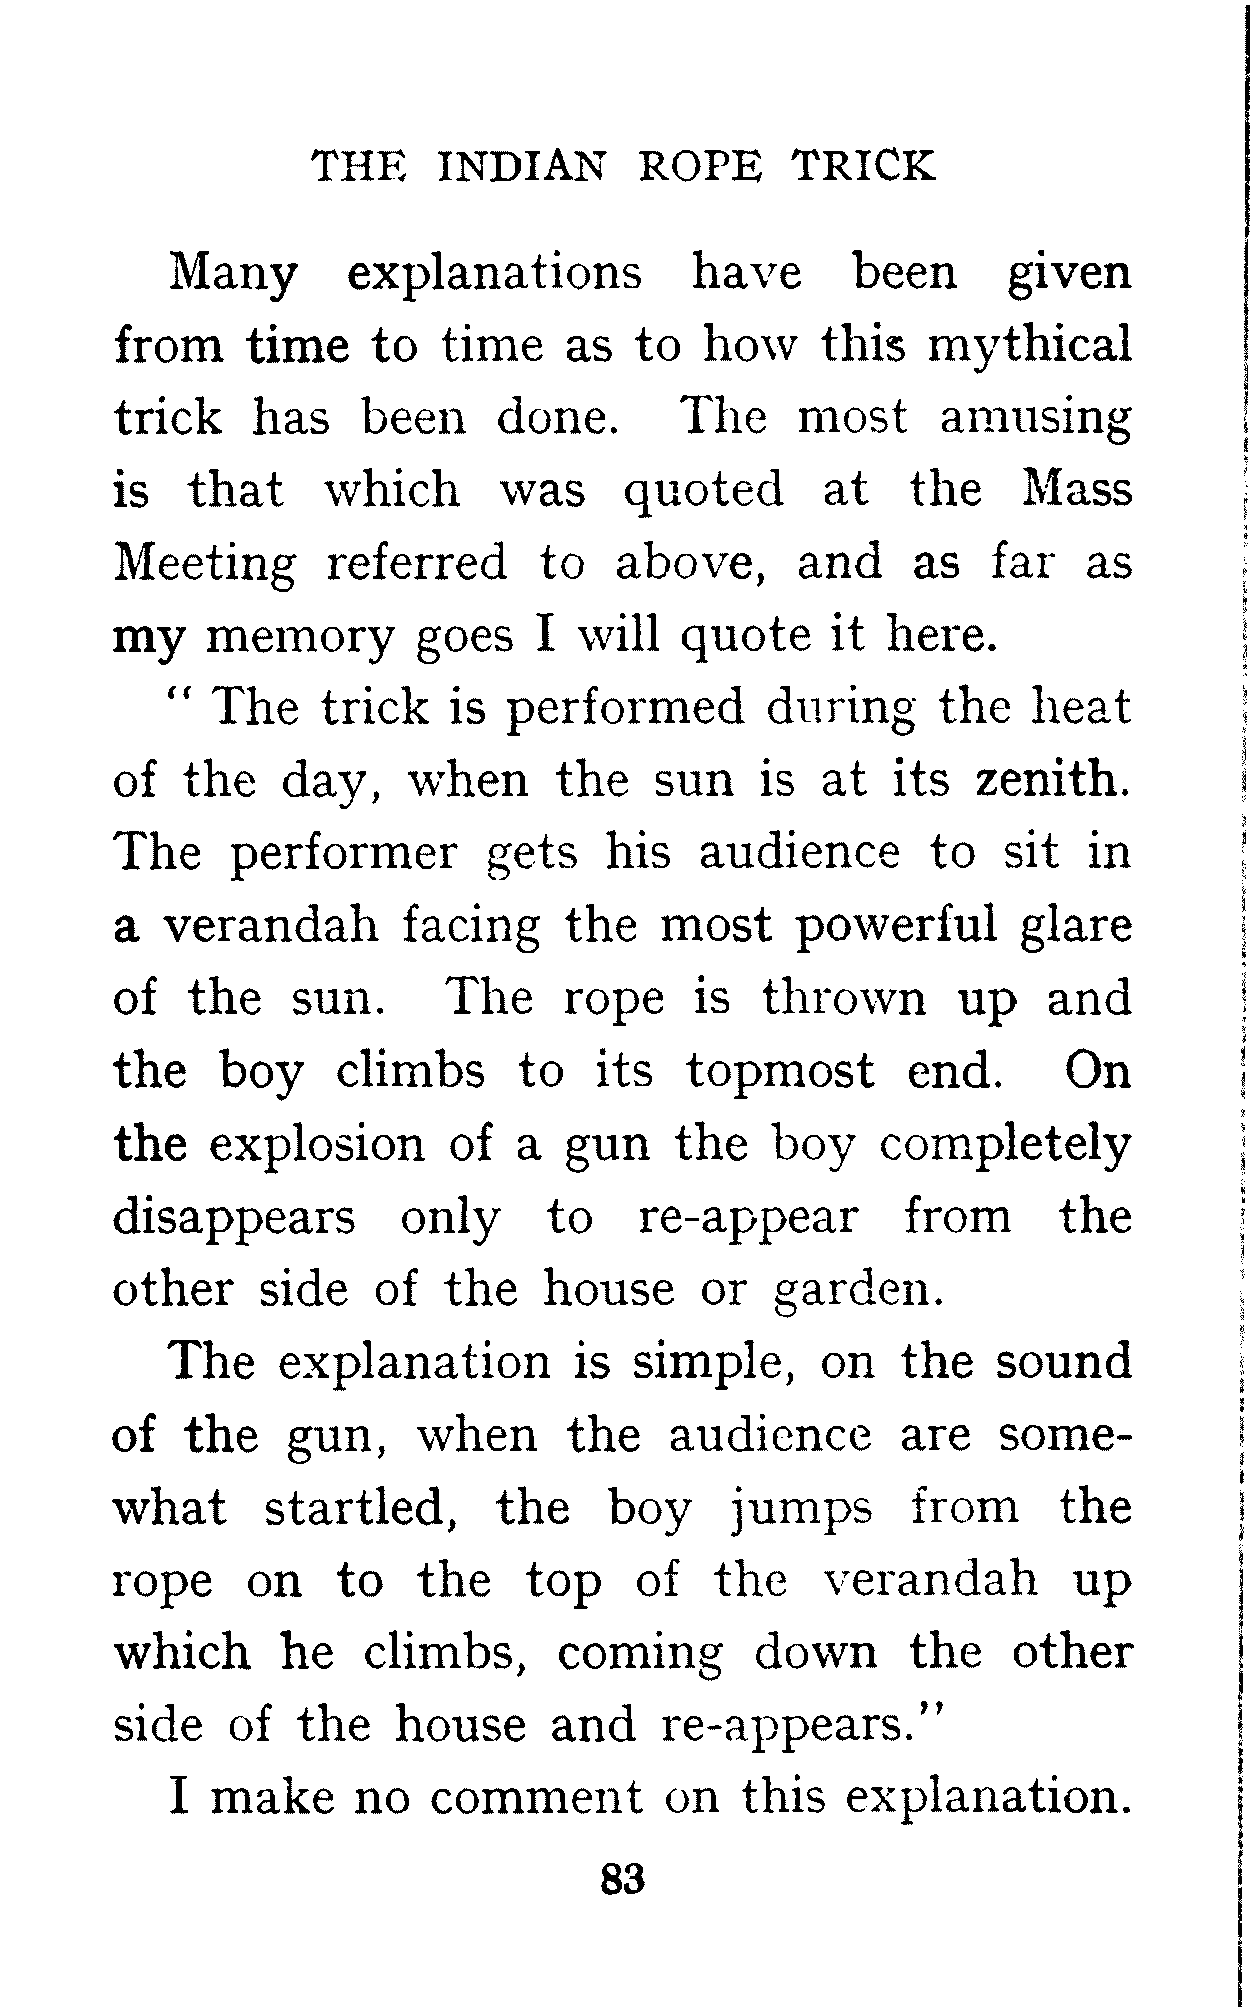 THE INDIAN ROPE TRICK
Many explanations have been given
from time to time as to how this mythical
trick has been done. The most amusing
is that which was quoted at the Mass
Meeting referred to above, and as far as
my memory goes I will quote it here.
“ The trick is performed during the heat
of the day, when the sun is at its zenith.
The performer gets his audience to sit in
a verandah facing the most powerful glare
of the sun. The rope is thrown up and
the boy climbs to its topmost end. On
the explosion of a gun the boy completely
disappears only to re-appear from the
other side of the house or garden.
The explanation is simple, on the sound
of the gun, when the audience are some-
what startled, the boy jumps from the
rope on to the top of the verandah up
which he climbs, coming down the other
side of the house and re-appears.”
I make no comment on this explanation.
83